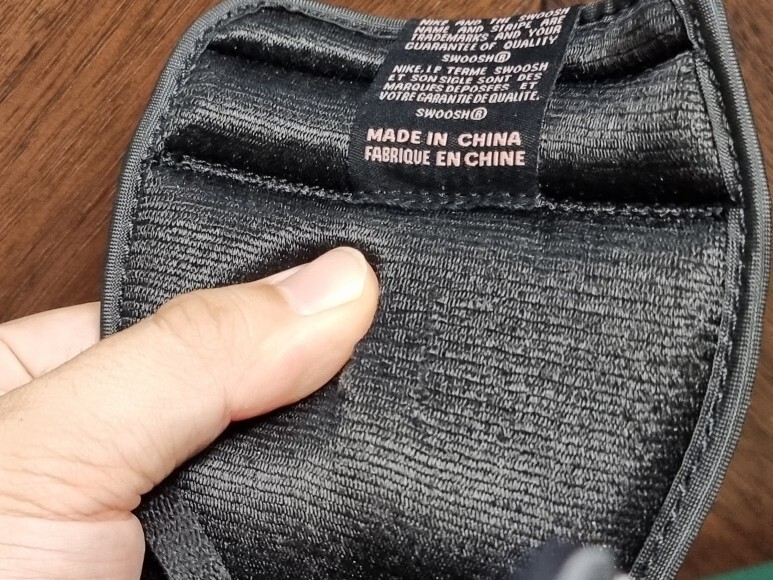 NIKE AND THE SWOOSH
NAME AND STRIPE ARE
TRADEMARKS AND YOUR
GUARANTEE OF QUALITY
SWOOSH®
NIKE, LE TERME SWOOSH
ET SON SIGLE SONT DES
MARQUES DEPOSEES ET
VOTRE GARANTIE DE QUALITE.
SWOOSH®
MADE IN CHINA
FABRIQUE EN CHINE